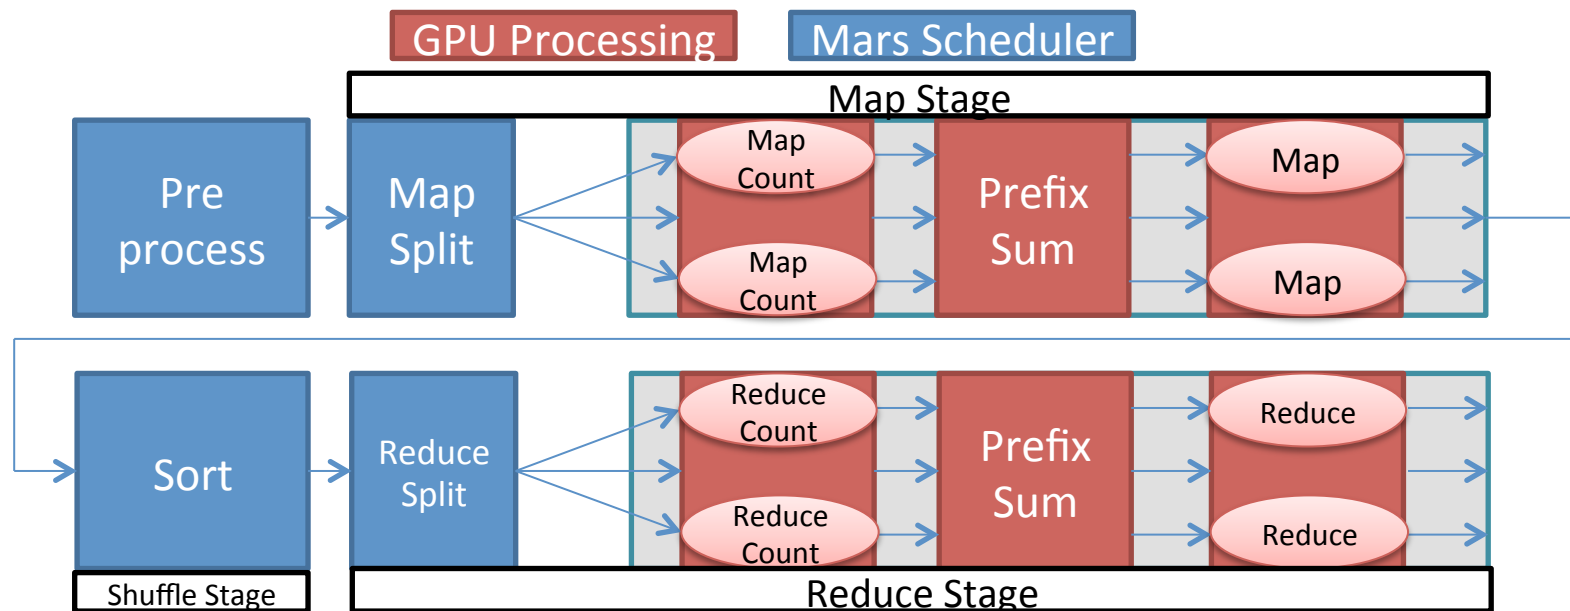 GPU Processing
Mars Scheduler
Map Stage
Pre
process
Map
Split
Map
Count
Map
Count
Prefix
Sum
Map
Map
Sort
Reduce
Split
Reduce
Count
Reduce
Count
Prefix
Sum
Reduce
Reduce
Shuffle Stage
Reduce Stage